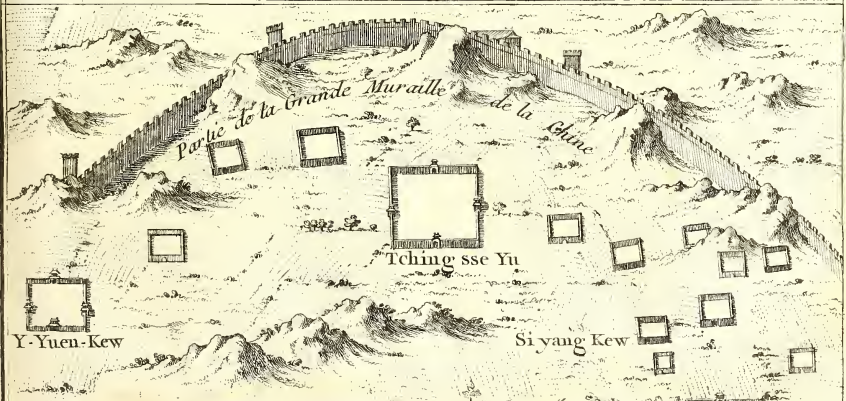 Partie de la Grande Muraille de la Chine
Tching sse Yu
Y-Yuen-Kew
Si yang Kew